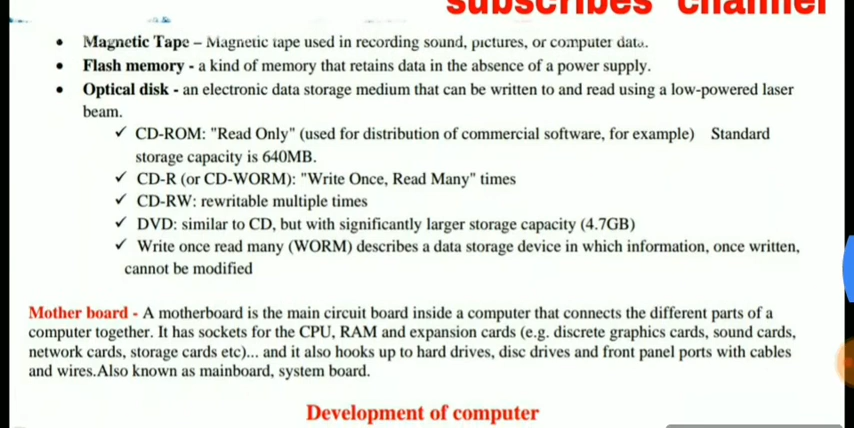 subscribes channel
• Magnetic Tape – Magnetic tape used in recording sound, pictures, or computer data.
• Flash memory - a kind of memory that retains data in the absence of a power supply.
• Optical disk - an electronic data storage medium that can be written to and read using a low-powered laser
beam.
✓ CD-ROM: "Read Only" (used for distribution of commercial software, for example) Standard
storage capacity is 640MB.
✓ CD-R (or CD-WORM): "Write Once, Read Many" times
✓ CD-RW: rewritable multiple times
✓ DVD: similar to CD, but with significantly larger storage capacity (4.7GB)
✓ Write once read many (WORM) describes a data storage device in which information, once written,
cannot be modified
Mother board - A motherboard is the main circuit board inside a computer that connects the different parts of a
computer together. It has sockets for the CPU, RAM and expansion cards (e.g. discrete graphics cards, sound cards,
network cards, storage cards etc)... and it also hooks up to hard drives, disc drives and front panel ports with cables
and wires.Also known as mainboard, system board.
Development of computer